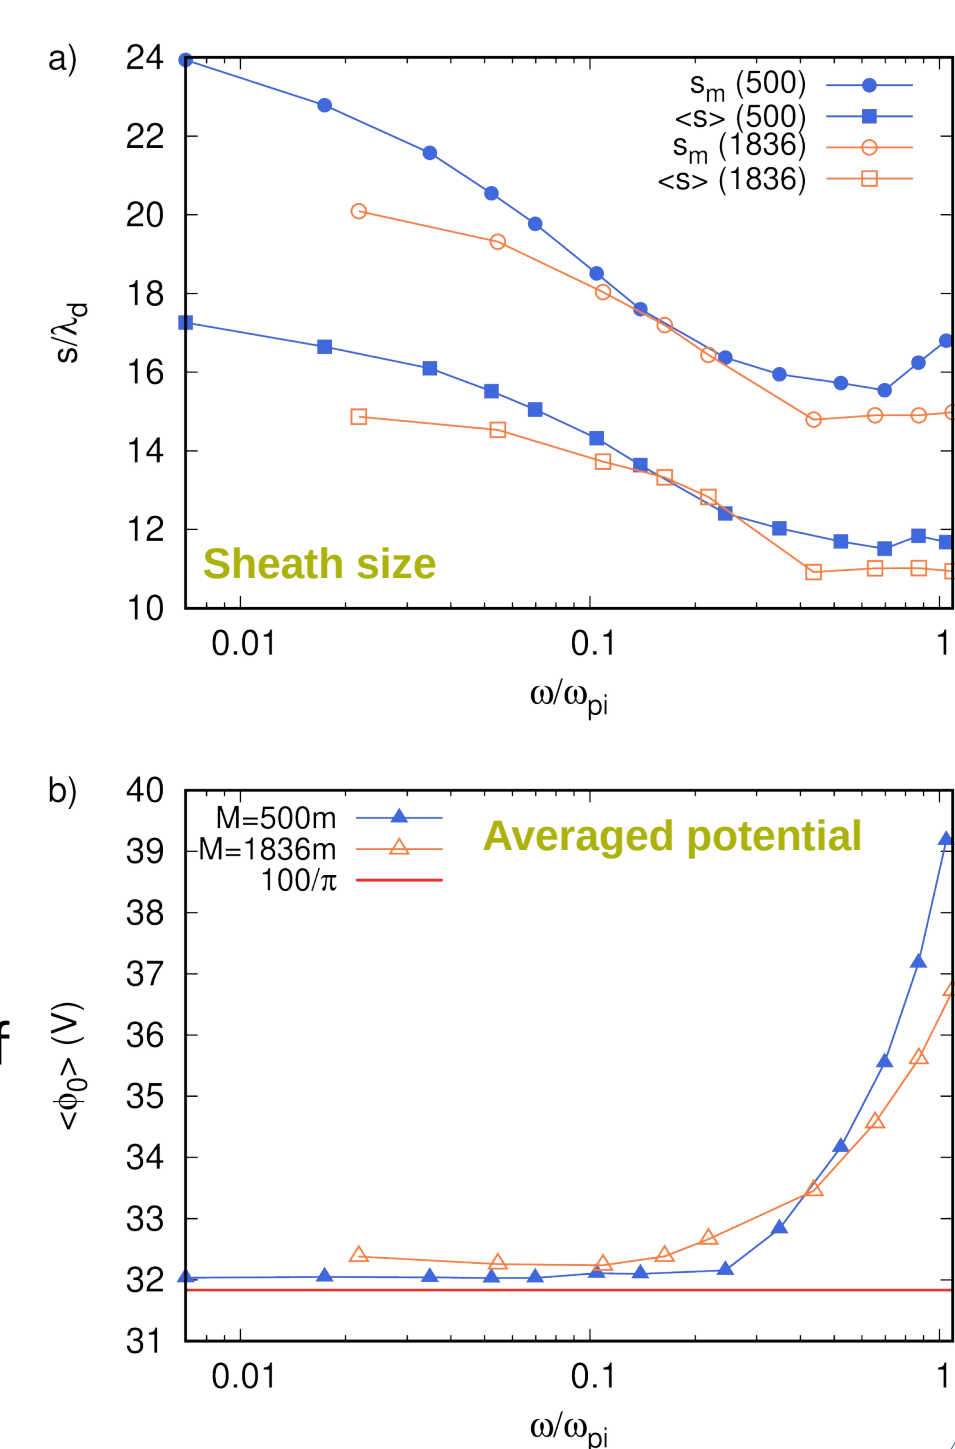 a)
24
22
20
18
16
14
12
10
s/λd
sm (500)
<s> (500)
sm (1836)
<s> (1836)
Sheath size
0.01 0.1 1
ω/ωpi
b)
40
39
38
37
36
35
34
33
32
31
<ϕ0> (V)
M=500m
M=1836m
100/π
Averaged potential
f
0.01 0.1 1
ω/ωpi